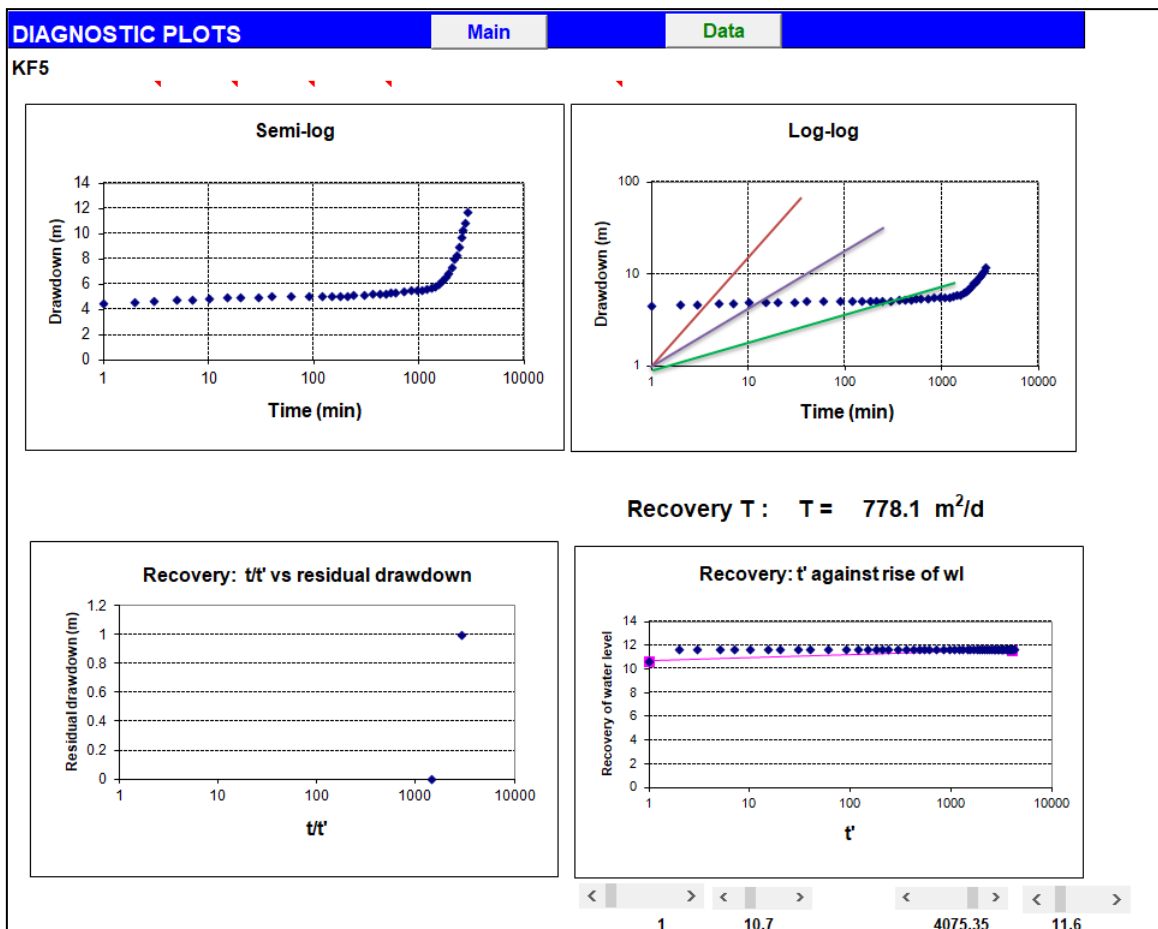 DIAGNOSTIC PLOTS Main Data
KF5
Semi-log
14
12
10
8
6
4
2
0
Drawdown (m)
1 10 100 1000 10000
Time (min)
Log-log
100
10
1
Drawdown (m)
1 10 100 1000 10000
Time (min)
Recovery T : T = 778.1 m²/d
Recovery: t/t' vs residual drawdown
1.2
1
0.8
0.6
0.4
0.2
0
Residual drawdown (m)
1 10 100 1000 10000
t/t'
Recovery: t' against rise of wl
14
12
10
8
6
4
2
0
Recovery of water level
1 10 100 1000 10000
t'
1 10.7 4075.35 11.6